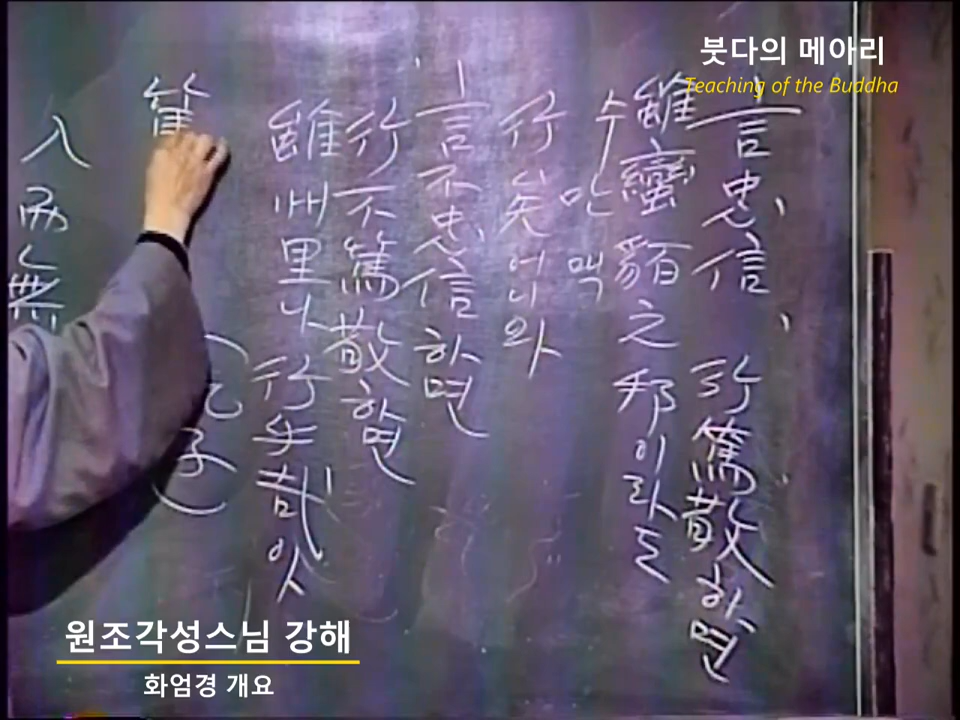 붓다의 메아리
Teaching of the Buddha
言忠信, 行篤敬하면
雖蠻貊之邦이라도
수 만 맥
行矣어니와
言不忠信하면
行不篤敬하면
雖州里나 行乎哉잇
子)
入 無
원조각성스님 강해
화엄경 개요